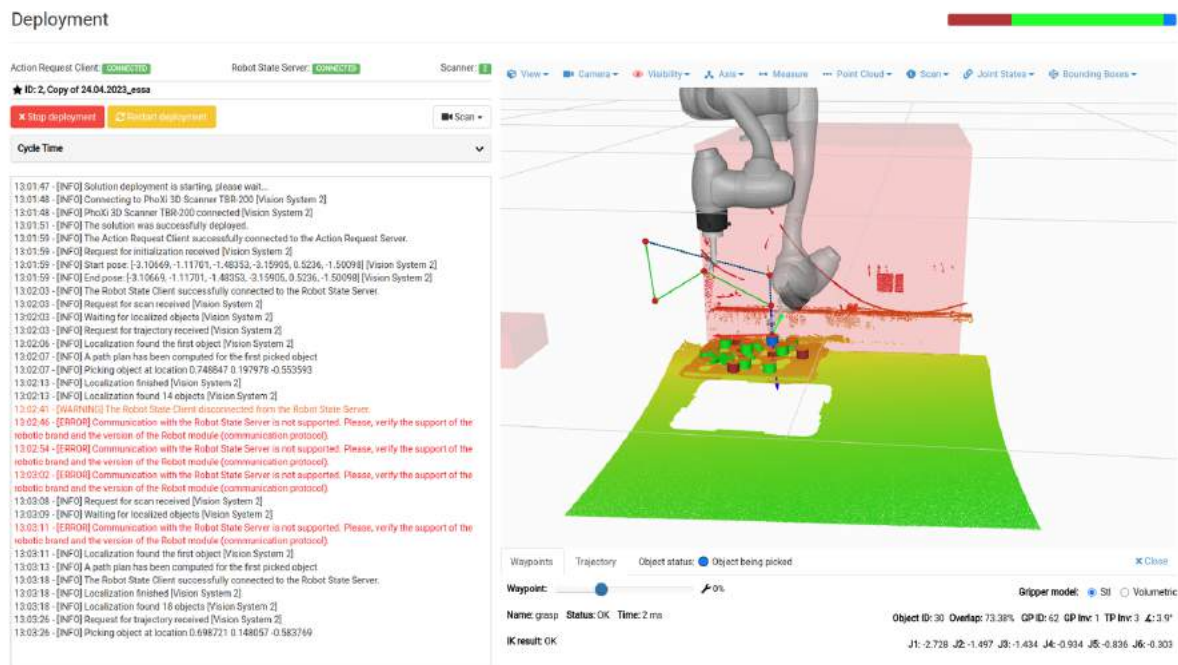 Deployment
Action Request Client: CONNECTED
Robot State Server: CONNECTED
Scanner: 2
ID: 2, Copy of 24.04.2023_essa
Stop deployment
Restart deployment
Scan
Cycle Time
13:01:47 - [INFO] Solution deployment is starting, please wait...
13:01:48 - [INFO] Connecting to PhoXi 3D Scanner TBR-200 [Vision System 2]
13:01:48 - [INFO] PhoXi 3D Scanner TBR-200 connected [Vision System 2]
13:01:51 - [INFO] The solution was successfully deployed.
13:01:59 - [INFO] The Action Request Client successfully connected to the Action Request Server.
13:01:59 - [INFO] Request for initialization received [Vision System 2]
13:01:59 - [INFO] Start pose: [-3.10669, -1.11701, -1.48353, -3.15905, 0.5236, -1.50098] [Vision System 2]
13:01:59 - [INFO] End pose: [-3.10669, -1.11701, -1.48353, -3.15905, 0.5236, -1.50098] [Vision System 2]
13:02:03 - [INFO] The Robot State Client successfully connected to the Robot State Server.
13:02:03 - [INFO] Request for scan received [Vision System 2]
13:02:03 - [INFO] Waiting for localized objects [Vision System 2]
13:02:03 - [INFO] Request for trajectory received [Vision System 2]
13:02:06 - [INFO] Localization found the first object [Vision System 2]
13:02:07 - [INFO] A path plan has been computed for the first picked object
13:02:07 - [INFO] Picking object at location 0.748847 0.197978 -0.553593
13:02:13 - [INFO] Localization finished [Vision System 2]
13:02:13 - [INFO] Localization found 14 objects [Vision System 2]
13:02:41 - [WARNING] The Robot State Client disconnected from the Robot State Server.
13:02:46 - [ERROR] Communication with the Robot State Server is not supported. Please, verify the support of the
robotic brand and the version of the Robot module (communication protocol).
13:02:54 - [ERROR] Communication with the Robot State Server is not supported. Please, verify the support of the
robotic brand and the version of the Robot module (communication protocol).
13:03:02 - [ERROR] Communication with the Robot State Server is not supported. Please, verify the support of the
robotic brand and the version of the Robot module (communication protocol).
13:03:08 - [INFO] Request for scan received [Vision System 2]
13:03:09 - [INFO] Waiting for localized objects [Vision System 2]
13:03:11 - [ERROR] Communication with the Robot State Server is not supported. Please, verify the support of the
robotic brand and the version of the Robot module (communication protocol).
13:03:11 - [INFO] Localization found the first object [Vision System 2]
13:03:13 - [INFO] A path plan has been computed for the first picked object
13:03:18 - [INFO] The Robot State Client successfully connected to the Robot State Server.
13:03:18 - [INFO] Localization finished [Vision System 2]
13:03:18 - [INFO] Localization found 18 objects [Vision System 2]
13:03:26 - [INFO] Request for trajectory received [Vision System 2]
13:03:26 - [INFO] Picking object at location 0.698721 0.148057 -0.583769
View Camera Visibility Axis Measure Point Cloud Scan Joint States Bounding Boxes
Waypoints Trajectory Object status: Object being picked Close
Waypoint: 0% Gripper model: Stl Volumetric
Name: grasp Status: OK Time: 2 ms
Object ID: 30 Overlap: 73.38% GP ID: 62 GP Inv: 1 TP Inv: 3 ∠: 3.9°
IK result: OK
J1: -2.728 J2: -1.497 J3: -1.434 J4: -0.934 J5: -0.836 J6: -0.303